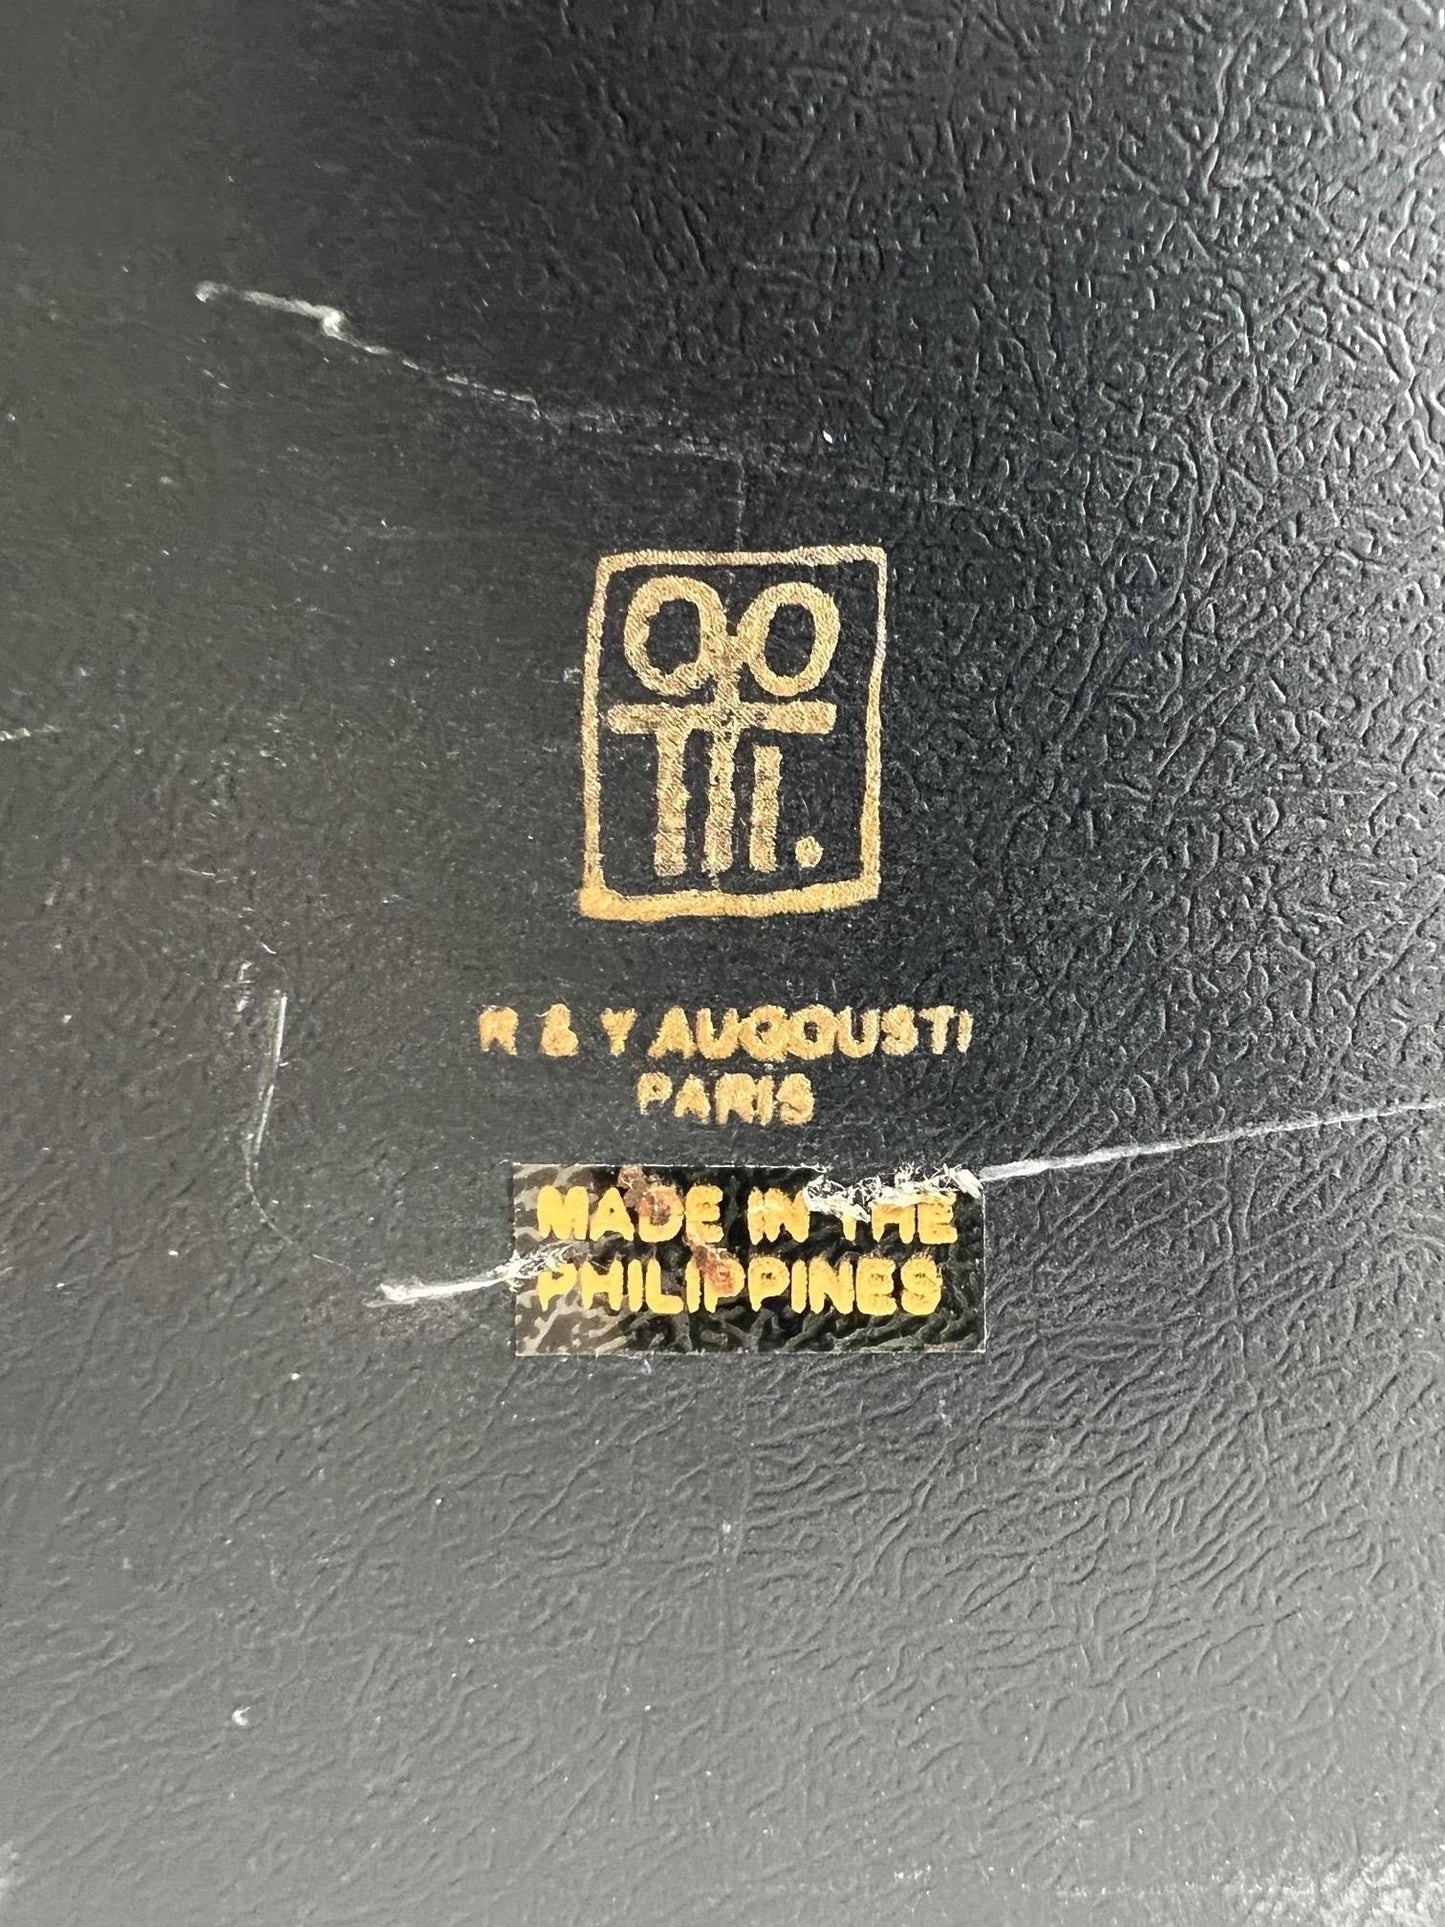 R & Y AUGOUSTI
PARIS
MADE IN THE
PHILIPPINES